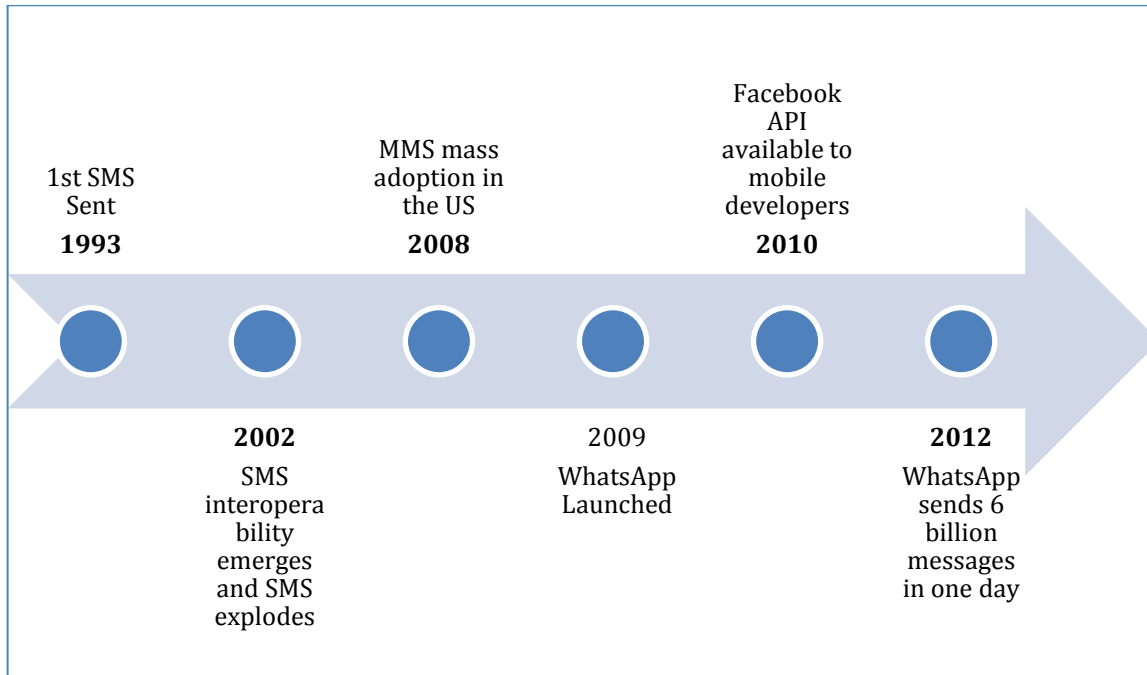 1st SMS
Sent
1993
2002
SMS
interopera
bility
emerges
and SMS
explodes
MMS mass
adoption in
the US
2008
2009
WhatsApp
Launched
Facebook
API
available to
mobile
developers
2010
2012
WhatsApp
sends 6
billion
messages
in one day